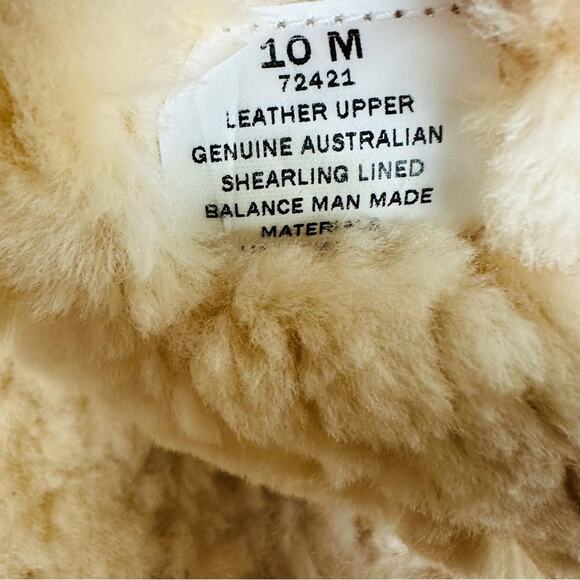 10 M
72421
LEATHER UPPER
GENUINE AUSTRALIAN
SHEARLING LINED
BALANCE MAN MADE